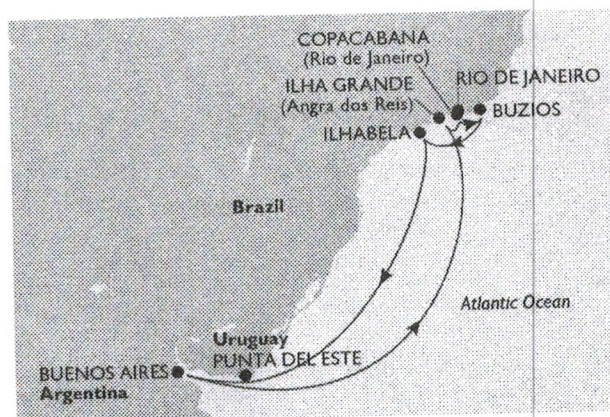 COPACABANA
(Rio de Janeiro)
ILHA GRANDE
(Angra dos Reis)
RIO DE JANEIRO
BUZIOS
ILHABELA
Brazil
Atlantic Ocean
Uruguay
PUNTA DEL ESTE
BUENOS AIRES
Argentina